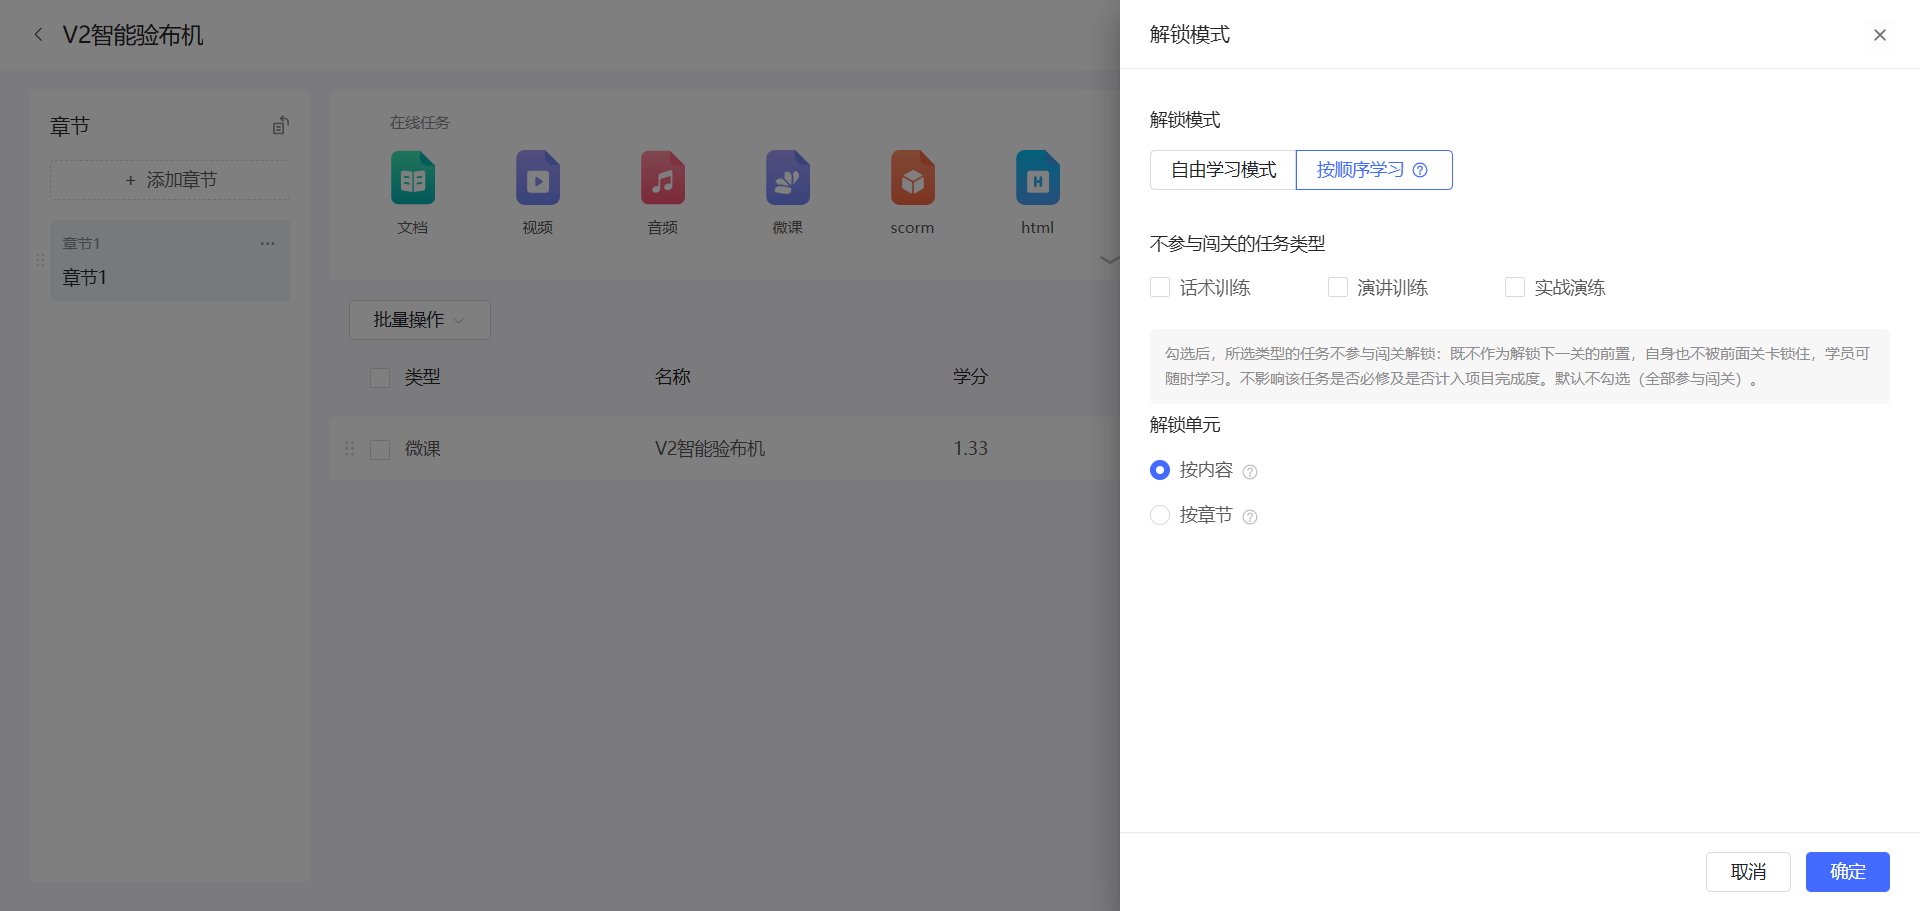 V2智能验布机
章节
+ 添加章节
章节1
章节1
在线任务
文档
视频
音频
微课
scorm
html
批量操作
类型
名称
学分
微课
V2智能验布机
1.33
解锁模式
解锁模式
自由学习模式
按顺序学习
不参与闯关的任务类型
话术训练
演讲训练
实战演练
勾选后，所选类型的任务不参与闯关解锁：既不作为解锁下一关的前置，自身也不被前面关卡锁住，学员可
随时学习。不影响该任务是否必修及是否计入项目完成度。默认不勾选（全部参与闯关）。
解锁单元
按内容
按章节
取消
确定